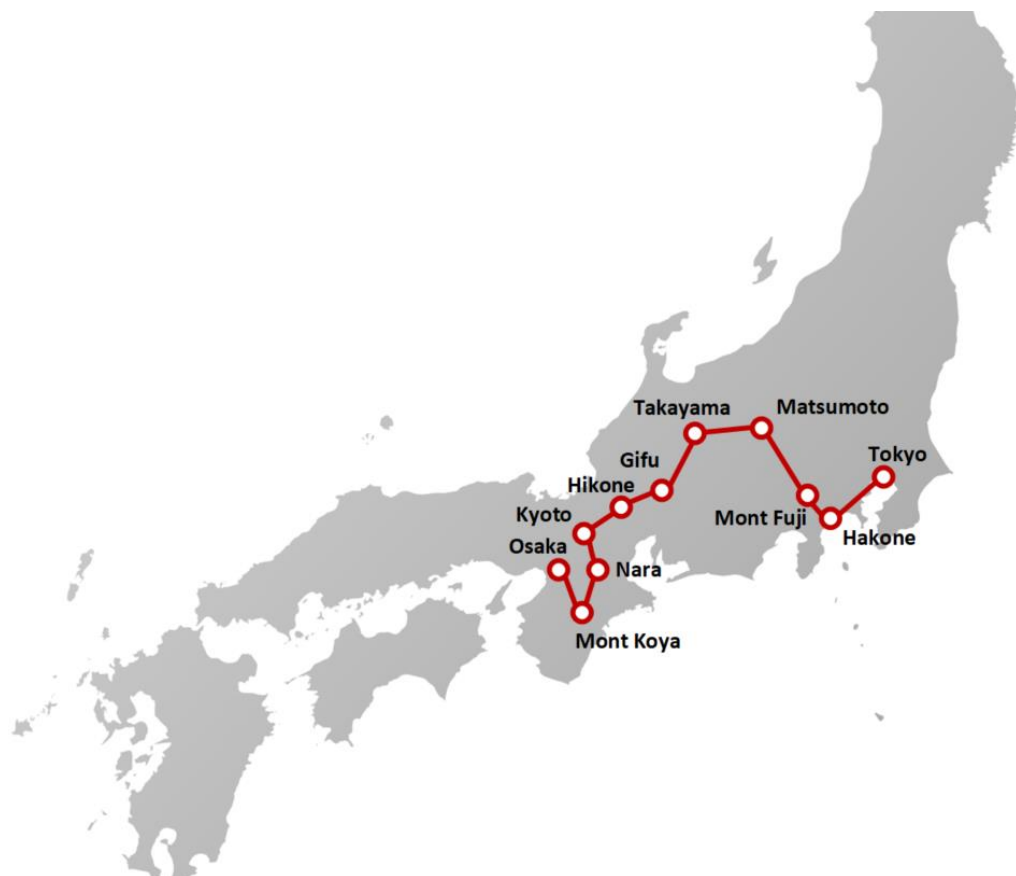 Takayama
Matsumoto
Tokyo
Gifu
Hikone
Kyoto
Mont Fuji
Hakone
Osaka
Nara
Mont Koya